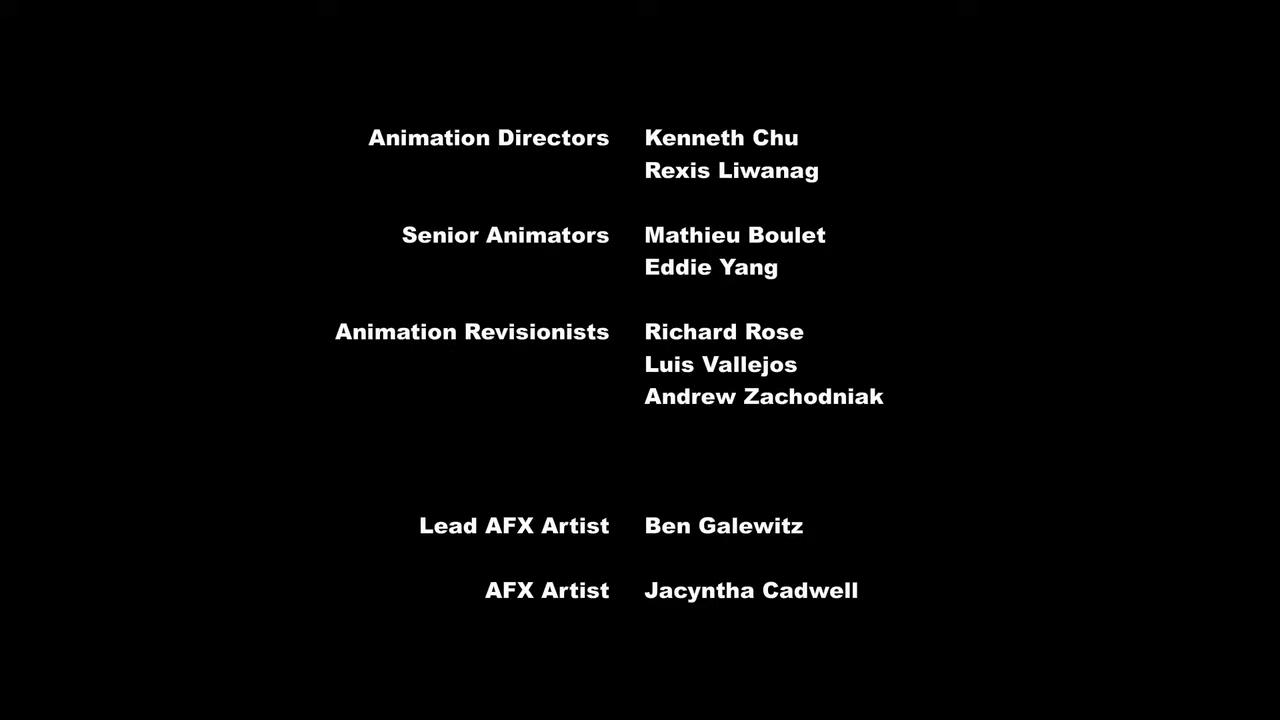 Animation Directors Kenneth Chu
Rexis Liwanag
Senior Animators Mathieu Boulet
Eddie Yang
Animation Revisionists Richard Rose
Luis Vallejos
Andrew Zachodniak
Lead AFX Artist Ben Galewitz
AFX Artist Jacyntha Cadwell